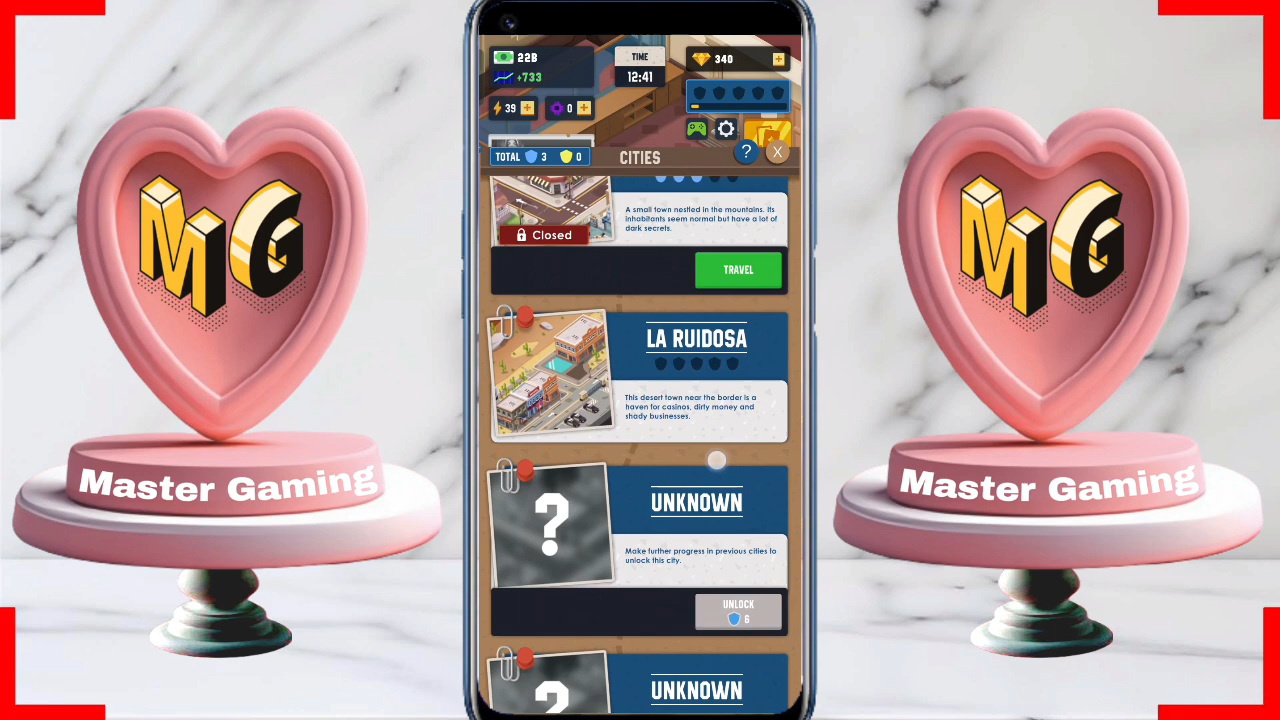 MG
Master Gaming
22B
+733
TIME
12:41
340
39
0
TOTAL 3 0
CITIES
?
X
A small town nestled in the mountains. Its
inhabitants seem normal but have a lot of
dark secrets.
Closed
TRAVEL
LA RUIDOSA
This desert town near the border is a
haven for casinos, dirty money and
shady businesses.
?
UNKNOWN
Make further progress in previous cities to
unlock this city.
UNLOCK
6
?
UNKNOWN
MG
Master Gaming